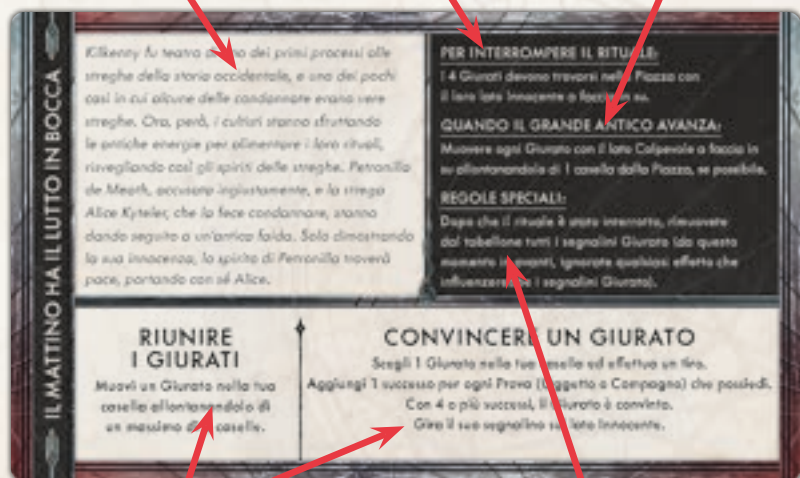 IL MATTINO HA IL LUTTO IN BOCCA
Kilkenny fu teatro di uno dei primi processi alle
streghe della storia occidentale, e uno dei pochi
casi in cui alcune delle condannate erano vere
streghe. Ora, però, i cultisti stanno sfruttando
le antiche energie per alimentare i loro rituali,
risvegliando così gli spiriti delle streghe. Petronilla
de Meath, accusata ingiustamente, e la strega
Alice Kyteler, che la fece condannare, stanno
dando seguito a un'antica faida. Solo dimostrando
la sua innocenza, lo spirito di Petronilla troverà
pace, portando con sé Alice.
PER INTERROMPERE IL RITUALE:
I 4 Giurati devono trovarsi nella Piazza con
il loro lato Innocente a faccia in su.
QUANDO IL GRANDE ANTICO AVANZA:
Muovere ogni Giurato con il lato Colpevole a faccia in
su allontanandolo di 1 casella dalla Piazza, se possibile.
REGOLE SPECIALI:
Dopo che il rituale è stato interrotto, rimuovete
dal tabellone tutti i segnalini Giurato (da questo
momento in avanti, ignorate qualsiasi effetto che
i segnalini Giurato).
RIUNIRE
I GIURATI
Muovi un Giurato nella tua
casella allontanandolo di
un massimo di caselle.
CONVINCERE UN GIURATO
Scegli 1 Giurato nella tua casella ed effettua un tiro.
Aggiungi 1 successo per ogni Prova (Oggetto o Compagno) che possiedi.
Con 4 o più successi, il Giurato è convinto.
Gira il suo segnalino sul lato Innocente.